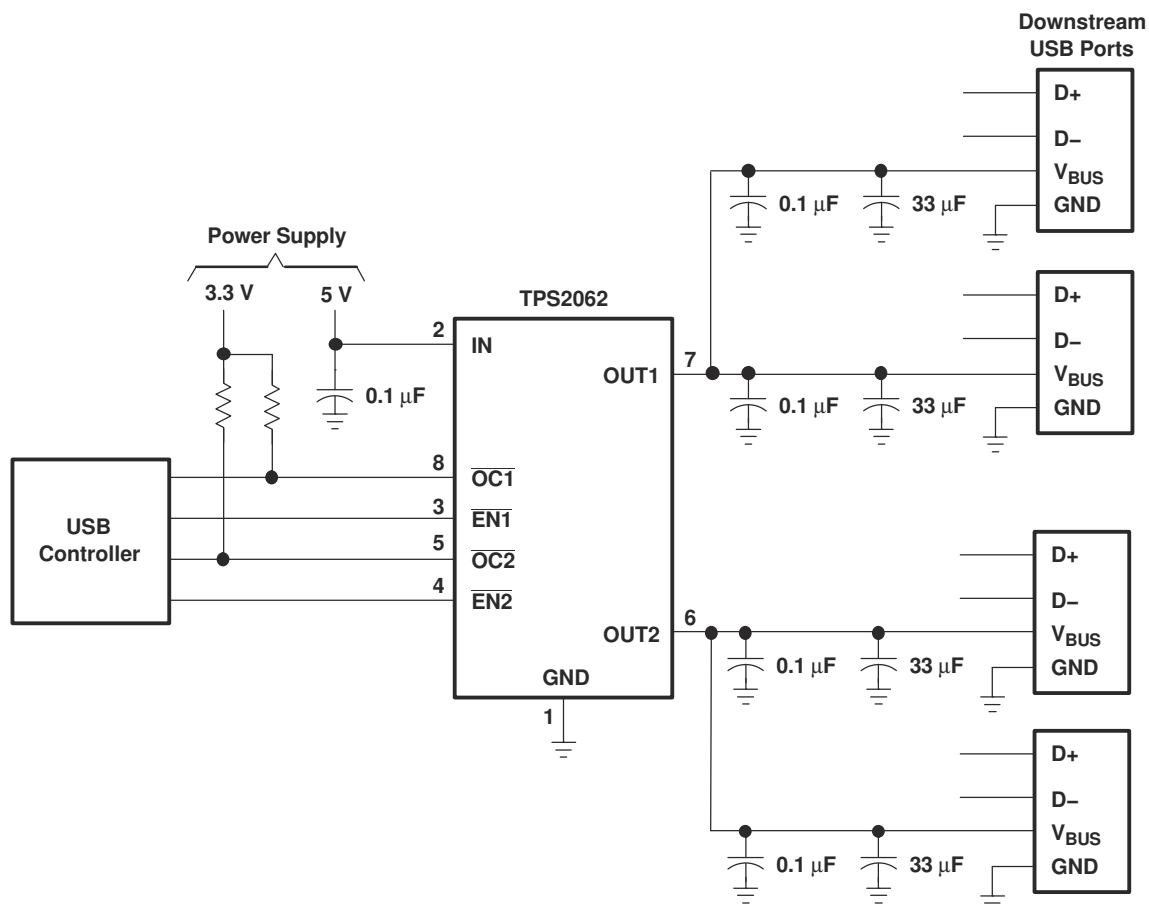 Downstream
USB Ports
D+
D−
VBUS
GND
0.1 μF
33 μF
Power Supply
3.3 V
5 V
0.1 μF
TPS2062
2
IN
7
OUT1
D+
D−
VBUS
GND
0.1 μF
33 μF
USB
Controller
8
OC1
3
EN1
5
OC2
4
EN2
6
OUT2
GND
1
D+
D−
VBUS
GND
0.1 μF
33 μF
D+
D−
VBUS
GND
0.1 μF
33 μF